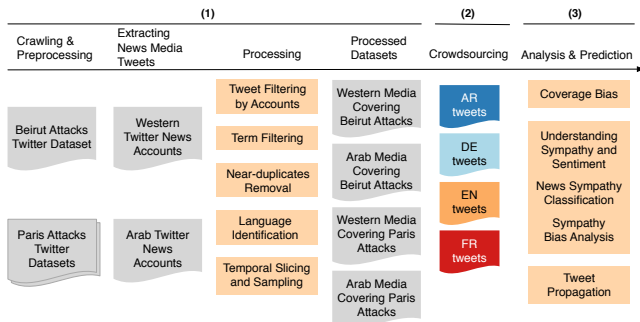 (1)
(2)
(3)
Crawling &
Preprocessing
Extracting
News Media
Tweets
Processing
Processed
Datasets
Crowdsourcing
Analysis & Prediction
Beirut Attacks
Twitter Dataset
Paris Attacks
Twitter
Datasets
Western
Twitter News
Accounts
Arab Twitter
News
Accounts
Tweet Filtering
by Accounts
Term Filtering
Near-duplicates
Removal
Language
Identification
Temporal Slicing
and Sampling
Western Media
Covering
Beirut Attacks
Arab Media
Covering
Beirut Attacks
Western Media
Covering Paris
Attacks
Arab Media
Covering Paris
Attacks
AR
tweets
DE
tweets
EN
tweets
FR
tweets
Coverage Bias
Understanding
Sympathy and
Sentiment
News Sympathy
Classification
Sympathy
Bias Analysis
Tweet
Propagation